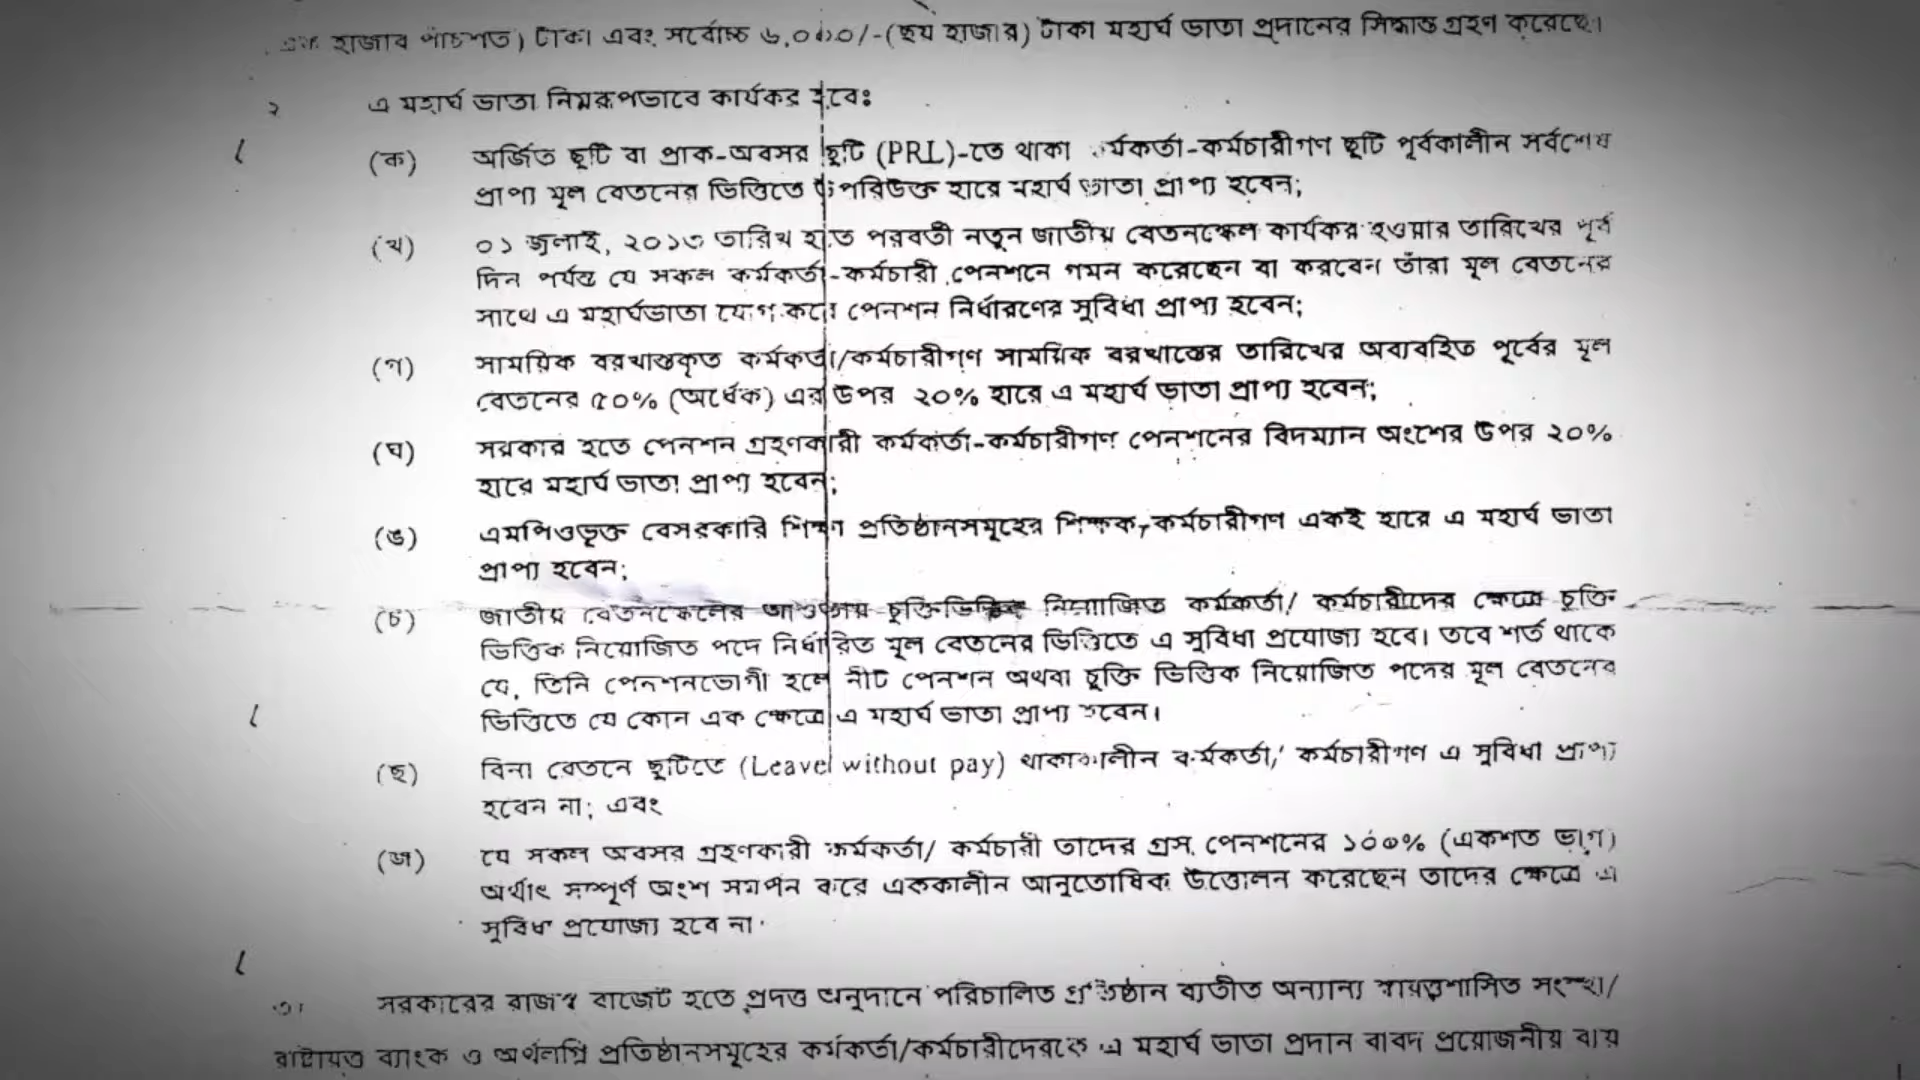 হাজার পাঁচশত) টাকা এবং সর্বোচ্চ ৬,০০০/-(ছয় হাজার) টাকা মহার্ঘ ভাতা প্রদানের সিদ্ধান্ত গ্রহণ করেছে।
২ এ মহার্ঘ ভাতা নিম্নরূপভাবে কার্যকর হবেঃ
(ক) অর্জিত ছুটি বা প্রাক-অবসর ছুটি (PRL)-তে থাকা কর্মকর্তা-কর্মচারীগণ ছুটি পূর্বকালীন সর্বশেষ
প্রাপ্য মূল বেতনের ভিত্তিতে উপরিউক্ত হারে মহার্ঘ ভাতা প্রাপ্য হবেন;
(খ) ০১ জুলাই, ২০১৩ তারিখ হতে পরবর্তী নতুন জাতীয় বেতনস্কেল কার্যকর হওয়ার তারিখের পূর্ব
দিন পর্যন্ত যে সকল কর্মকর্তা-কর্মচারী পেনশনে গমন করেছেন বা করবেন তাঁরা মূল বেতনের
সাথে এ মহার্ঘভাতা যোগ করে পেনশন নির্ধারণের সুবিধা প্রাপ্য হবেন;
(গ) সাময়িক বরখাস্তকৃত কর্মকর্তা/কর্মচারীগণ সাময়িক বরখাস্তের তারিখের অব্যবহিত পূর্বের মূল
বেতনের ৫০% (অর্ধেক) এর উপর ২০% হারে এ মহার্ঘ ভাতা প্রাপ্য হবেন;
(ঘ) সরকার হতে পেনশন গ্রহণকারী কর্মকর্তা-কর্মচারীগণ পেনশনের বিদ্যমান অংশের উপর ২০%
হারে মহার্ঘ ভাতা প্রাপ্য হবেন;
(ঙ) এমপিওভুক্ত বেসরকারি শিক্ষা প্রতিষ্ঠানসমূহের শিক্ষক, কর্মচারীগণ একই হারে এ মহার্ঘ ভাতা
প্রাপ্য হবেন;
(চ) জাতীয় বেতনস্কেলের আওতায় চুক্তিভিত্তিক নিয়োজিত কর্মকর্তা/ কর্মচারীদের ক্ষেত্রে চুক্তি
ভিত্তিক নিয়োজিত পদে নির্ধারিত মূল বেতনের ভিত্তিতে এ সুবিধা প্রযোজ্য হবে। তবে শর্ত থাকে
যে, তিনি পেনশনভোগী হলে নীট পেনশন অথবা চুক্তি ভিত্তিক নিয়োজিত পদের মূল বেতনের
ভিত্তিতে যে কোন এক ক্ষেত্রে এ মহার্ঘ ভাতা প্রাপ্য হবেন।
(ছ) বিনা বেতনে ছুটিতে (Leave without pay) থাকাকালীন কর্মকর্তা/ কর্মচারীগণ এ সুবিধা প্রাপ্য
হবেন না; এবং
(জ) যে সকল অবসর গ্রহণকারী কর্মকর্তা/ কর্মচারী তাদের গ্রস পেনশনের ১০০% (একশত ভাগ)
অর্থাৎ সম্পূর্ণ অংশ সমর্পন করে এককালীন আনুতোষিক উত্তোলন করেছেন তাদের ক্ষেত্রে এ
সুবিধা প্রযোজ্য হবে না।
৩। সরকারের রাজস্ব বাজেট হতে প্রদত্ত অনুদানে পরিচালিত প্রতিষ্ঠান ব্যতীত অন্যান্য স্বায়ত্বশাসিত সংস্থা/
রাষ্ট্রায়ত্ত ব্যাংক ও অর্থলগ্নি প্রতিষ্ঠানসমূহের কর্মকর্তা/কর্মচারীদেরকে এ মহার্ঘ ভাতা প্রদান বাবদ প্রয়োজনীয় ব্যয়